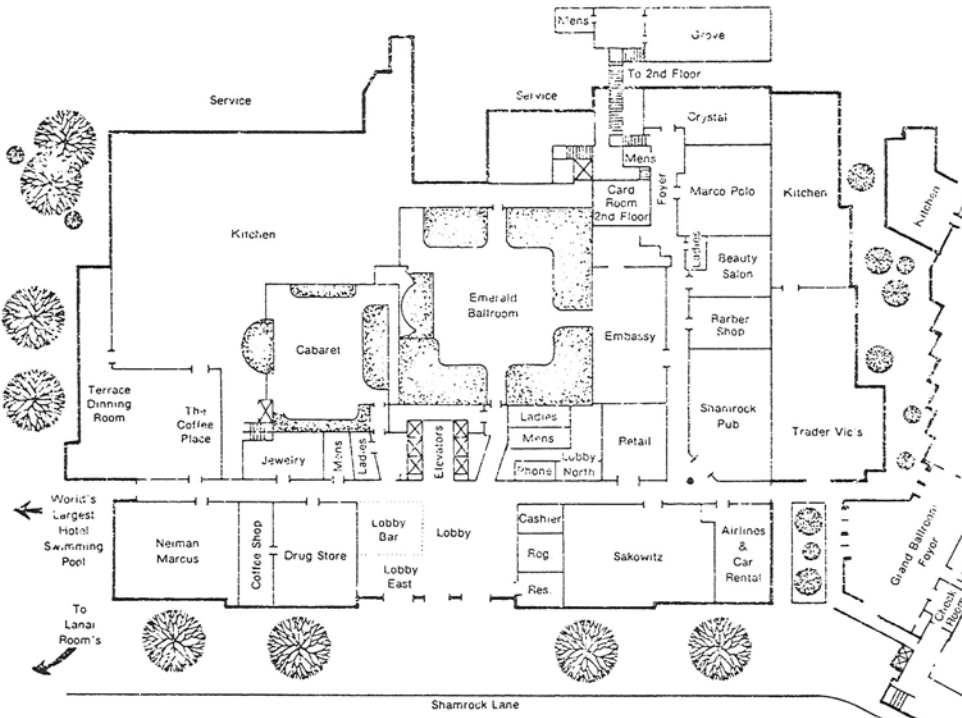 Mens
Grove
To 2nd Floor
Service
Service
Crystal
Mens
Foyer
Marco Polo
Kitchen
Kitchen
Card
Room
2nd Floor
Kitchen
Ladies
Beauty
Salon
Emerald
Ballroom
Barber
Shop
Embassy
Cabaret
Terrace
Dinning
Room
The
Coffee
Place
Shamrock
Pub
Trader Vic's
Ladies
Mens
Retail
Elevators
Jewelry
Mens
Ladies
Phone
Lobby
North
World's
Largest
Hotel
Swimming
Pool
Neiman
Marcus
Coffee Shop
Drug Store
Lobby
Bar
Lobby
Lobby
East
Cashier
Reg
Res.
Sakowitz
Airlines
&
Car
Rental
Grand Ballroom
Foyer
Check
Room
To
Lanai
Room's
Shamrock Lane